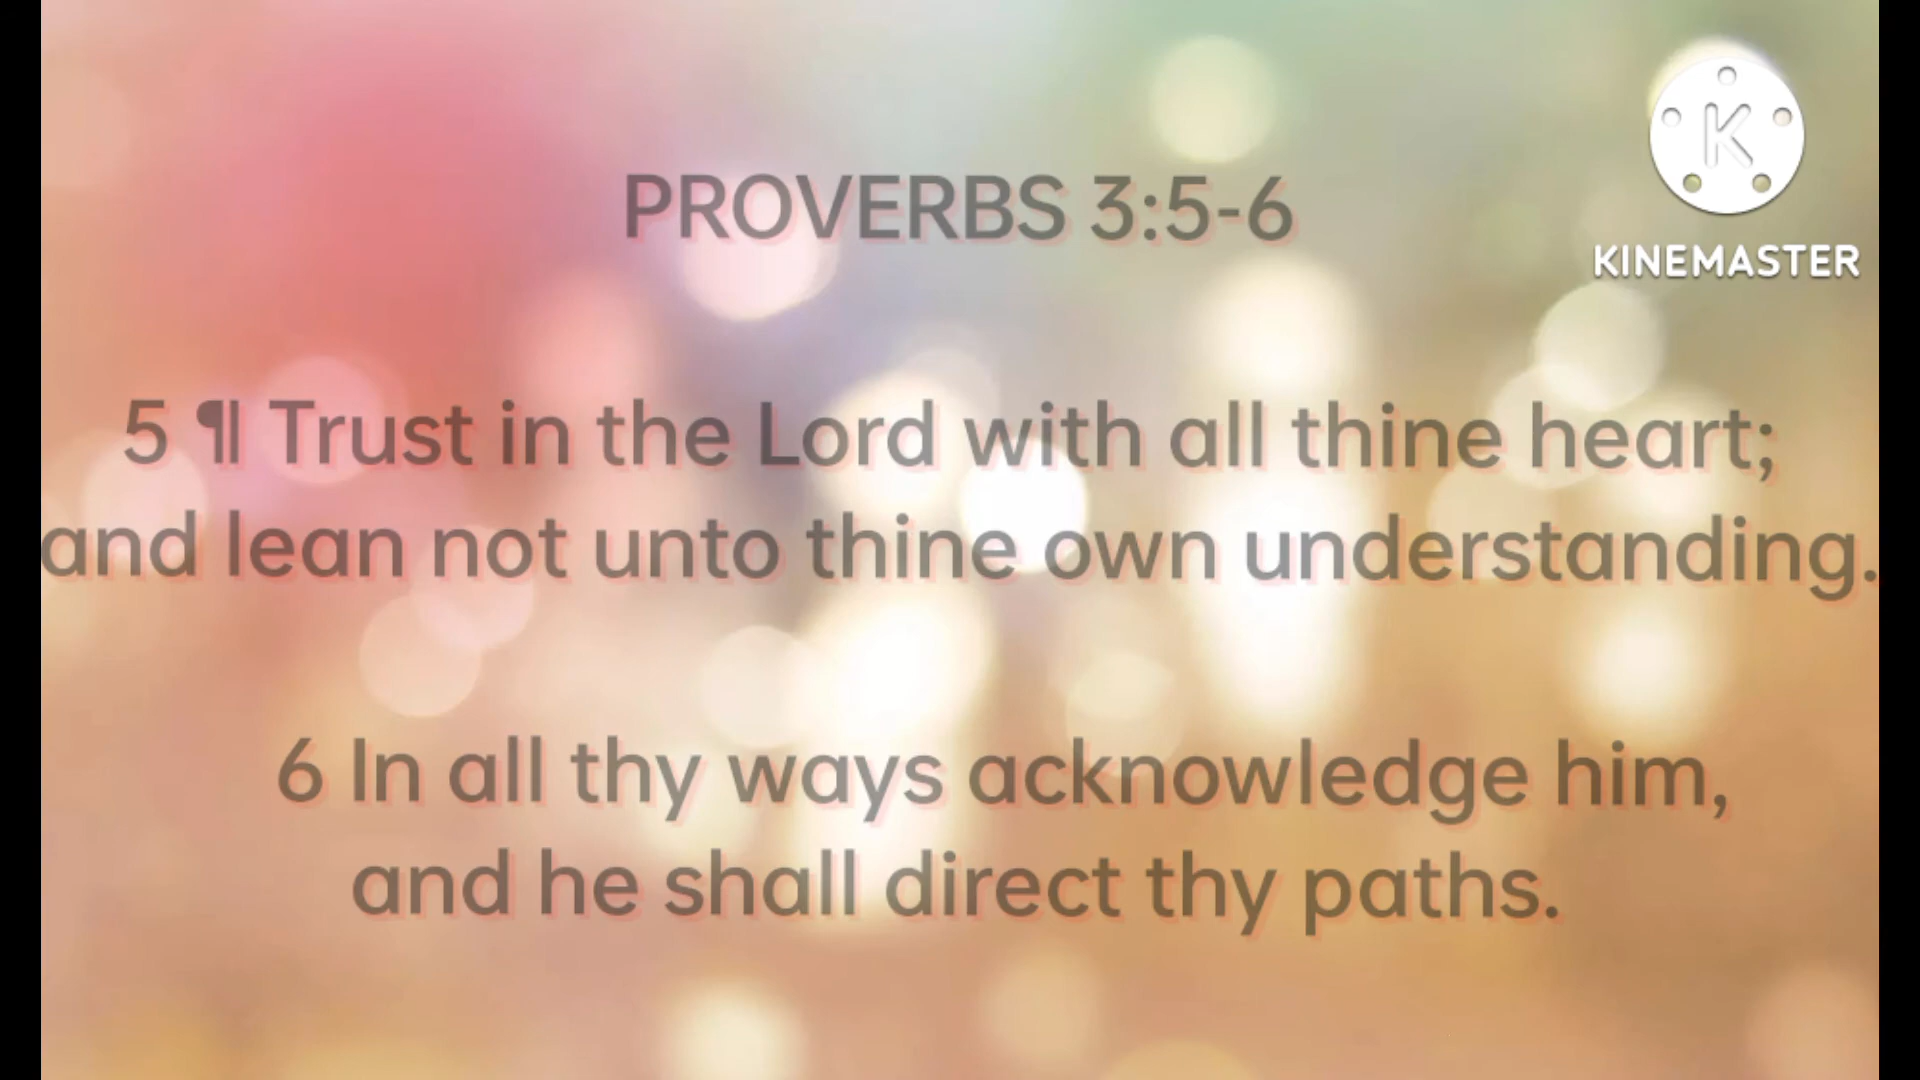 K
KINEMASTER
PROVERBS 3:5-6
5 ¶ Trust in the Lord with all thine heart;
and lean not unto thine own understanding.
6 In all thy ways acknowledge him,
and he shall direct thy paths.